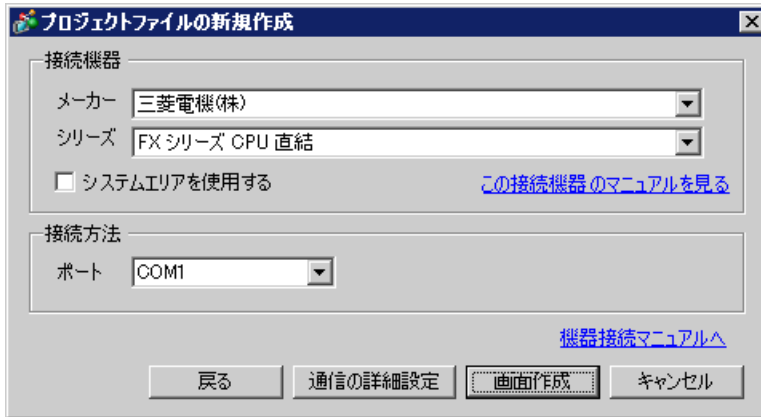 プロジェクトファイルの新規作成
接続機器
メーカー 三菱電機(株)
シリーズ FX シリーズ CPU 直結
システムエリアを使用する この接続機器のマニュアルを見る
接続方法
ポート COM1
機器接続マニュアルへ
戻る 通信の詳細設定 画面作成 キャンセル